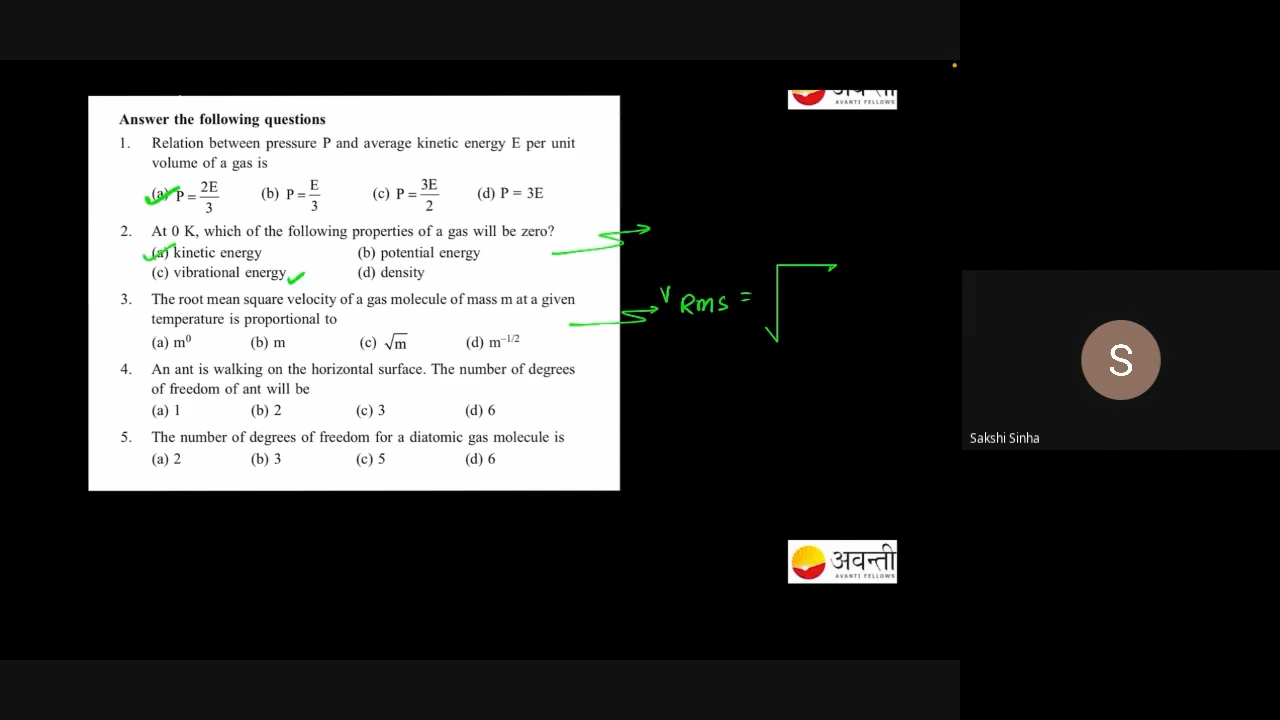 AVANTI FELLOWS
Answer the following questions
1. Relation between pressure P and average kinetic energy E per unit
volume of a gas is
(a) P = 2E/3 (b) P = E/3 (c) P = 3E/2 (d) P = 3E
2. At 0 K, which of the following properties of a gas will be zero?
(a) kinetic energy (b) potential energy
(c) vibrational energy (d) density
3. The root mean square velocity of a gas molecule of mass m at a given
temperature is proportional to
(a) m⁰ (b) m (c) √m (d) m⁻¹/²
4. An ant is walking on the horizontal surface. The number of degrees
of freedom of ant will be
(a) 1 (b) 2 (c) 3 (d) 6
5. The number of degrees of freedom for a diatomic gas molecule is
(a) 2 (b) 3 (c) 5 (d) 6
V Rms = √
S
Sakshi Sinha
अवन्ती
AVANTI FELLOWS